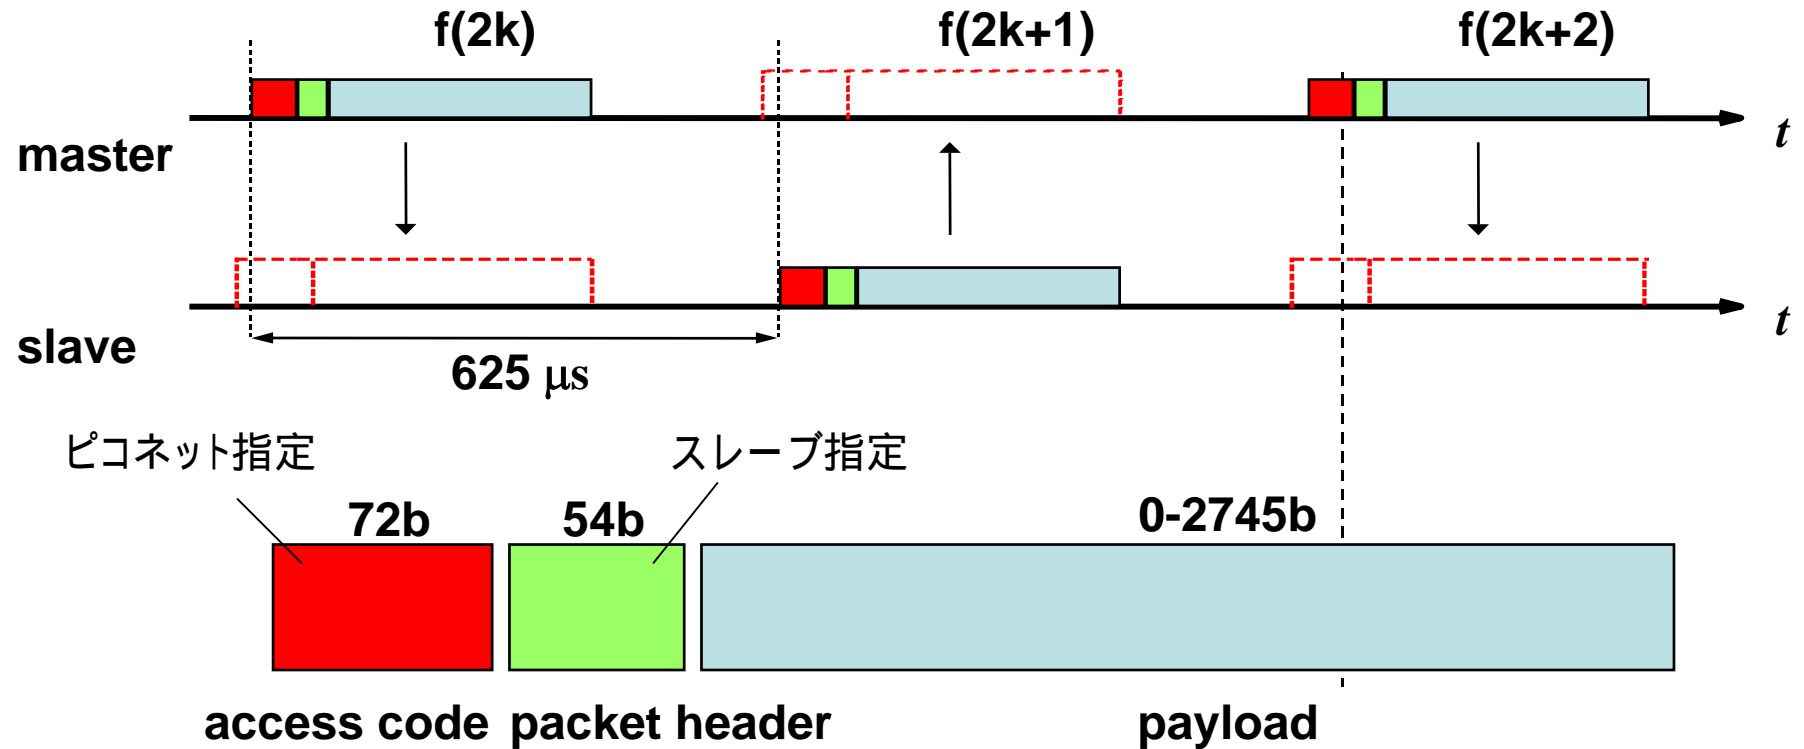 f(2k) f(2k+1) f(2k+2)
master
t
slave
t
625 μs
ピコネット指定 スレーブ指定
72b 54b 0-2745b
access code packet header payload